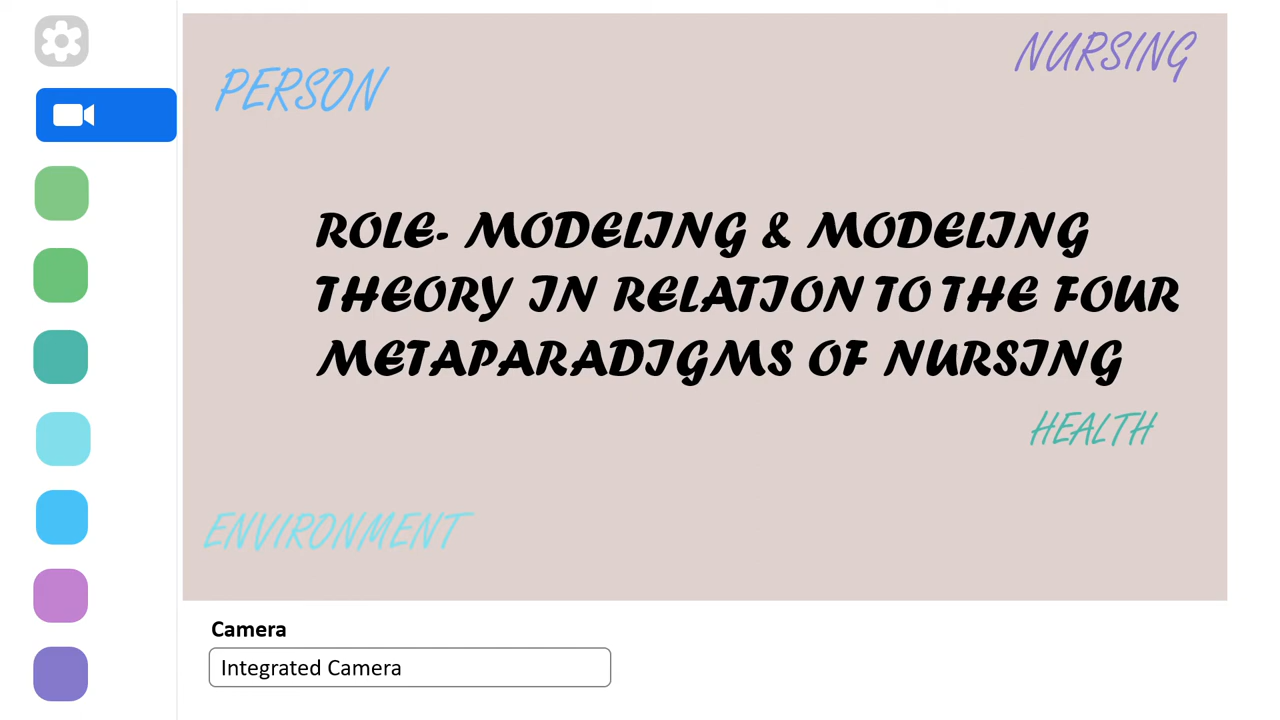 NURSING
PERSON
ROLE- MODELING & MODELING
THEORY IN RELATION TO THE FOUR
METAPARADIGMS OF NURSING
HEALTH
ENVIRONMENT
Camera
Integrated Camera